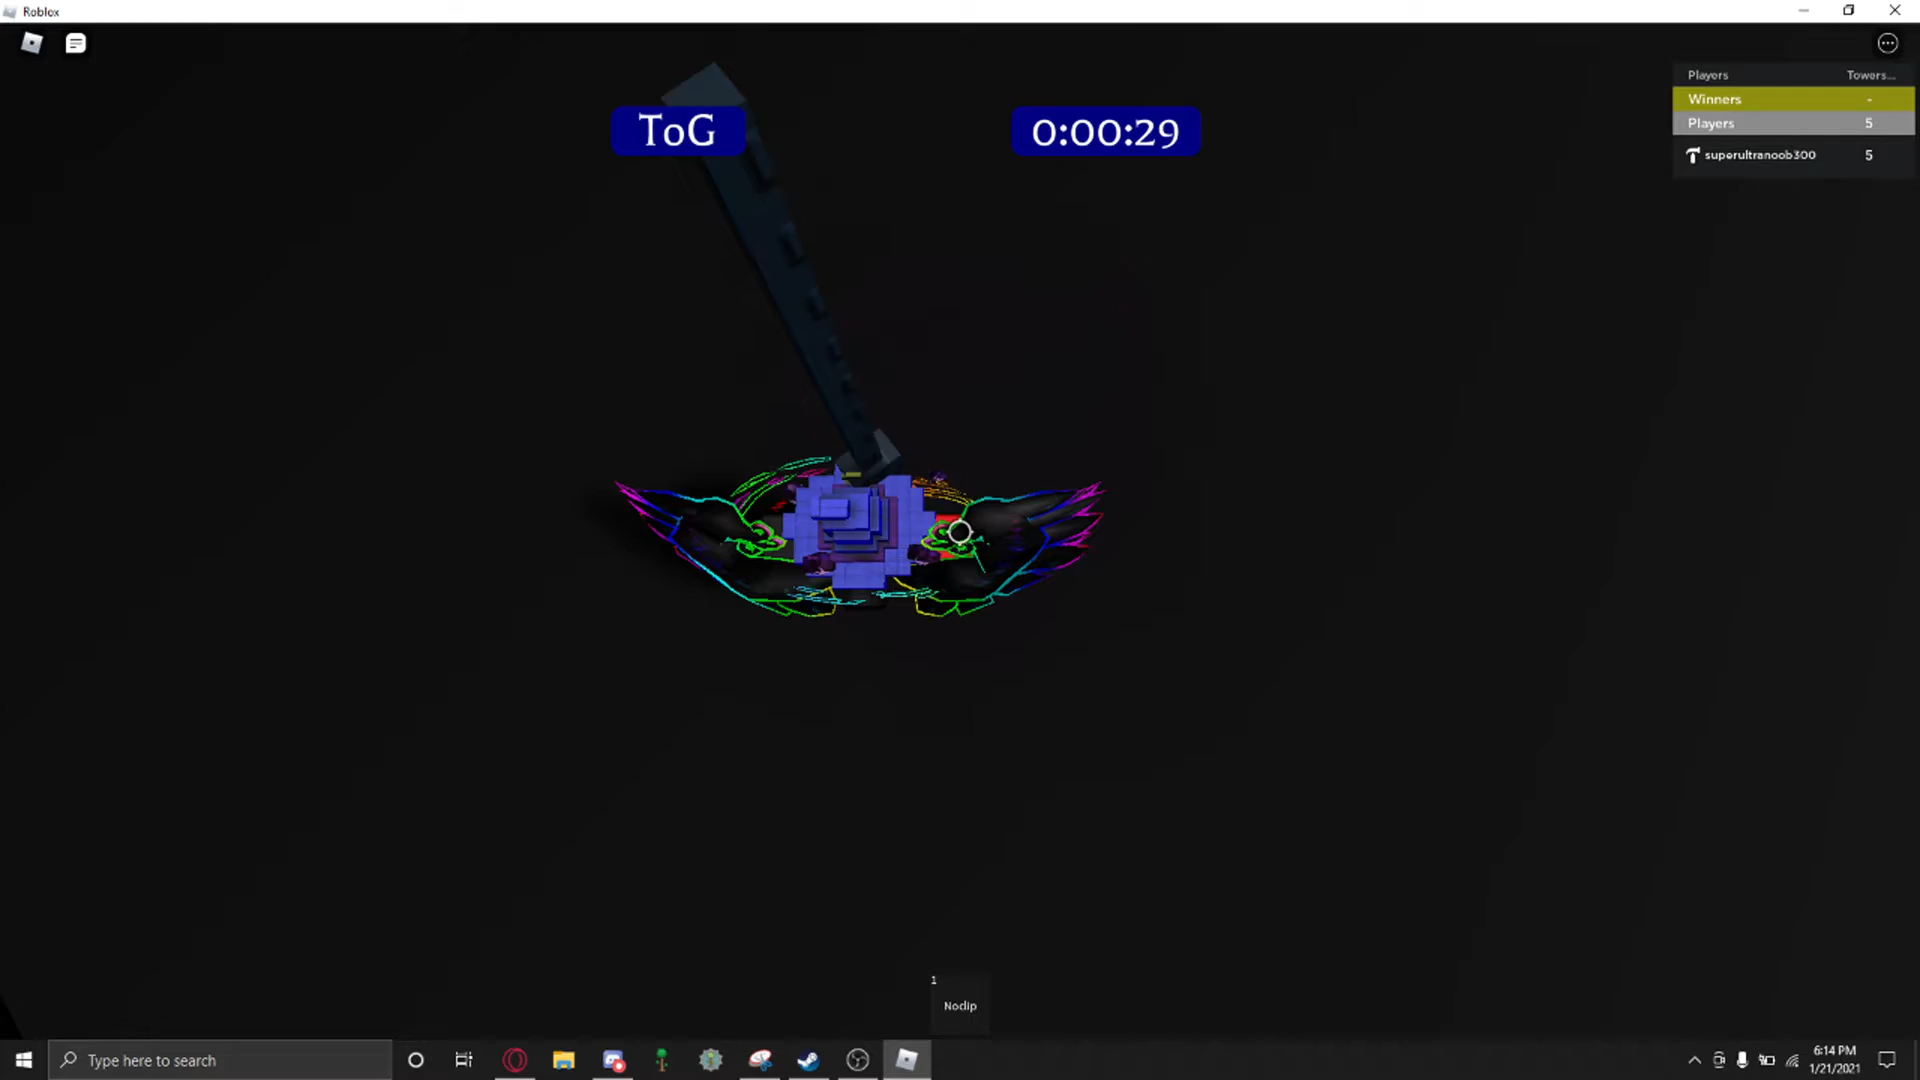 Roblox
Players Towers...
Winners -
Players 5
superultranoob300 5
ToG
0:00:29
1
Noclip
Type here to search
6:14 PM
1/21/2021